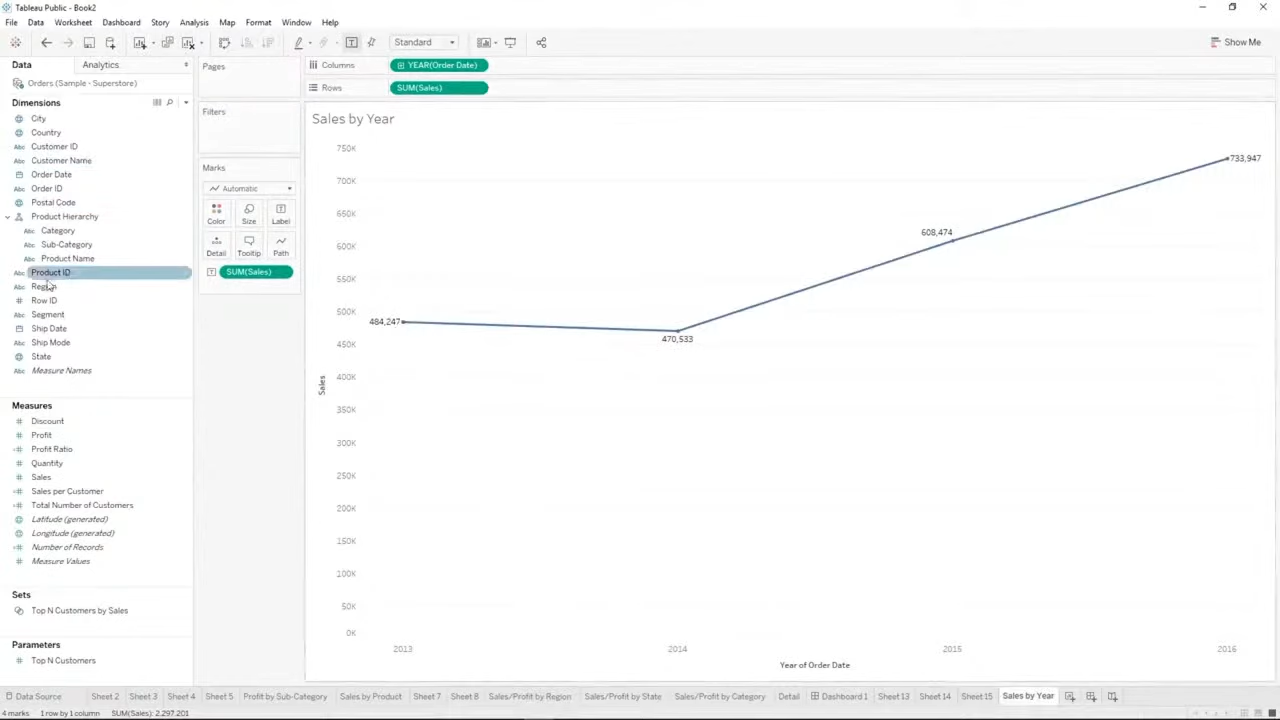 Tableau Public - Book2
File Data Worksheet Dashboard Story Analysis Map Format Window Help
Standard
Show Me
Data Analytics
Orders (Sample - Superstore)
Dimensions
City
Country
Customer ID
Customer Name
Order Date
Order ID
Postal Code
Product Hierarchy
Abc Category
Abc Sub-Category
Abc Product Name
Abc Product ID
Abc Region
Row ID
Abc Segment
Ship Date
Abc Ship Mode
State
Abc Measure Names
Measures
Discount
Profit
Profit Ratio
Quantity
Sales
Sales per Customer
Total Number of Customers
Latitude (generated)
Longitude (generated)
Number of Records
Measure Values
Sets
Top N Customers by Sales
Parameters
Top N Customers
Pages
Filters
Marks
Automatic
Color Size Label
Detail Tooltip Path
SUM(Sales)
Columns YEAR(Order Date)
Rows SUM(Sales)
Sales by Year
750K
700K
650K
600K
550K
500K
450K
400K
350K
300K
250K
200K
150K
100K
50K
0K
Sales
484,247
470,533
608,474
733,947
2013 2014 2015 2016
Year of Order Date
Data Source Sheet 2 Sheet 3 Sheet 4 Sheet 5 Profit by Sub-Category Sales by Product Sheet 7 Sheet 8 Sales/Profit by Region Sales/Profit by State Sales/Profit by Category Detail Dashboard 1 Sheet 13 Sheet 14 Sheet 15 Sales by Year
4 marks 1 row by 1 column SUM(Sales): 2,297,201